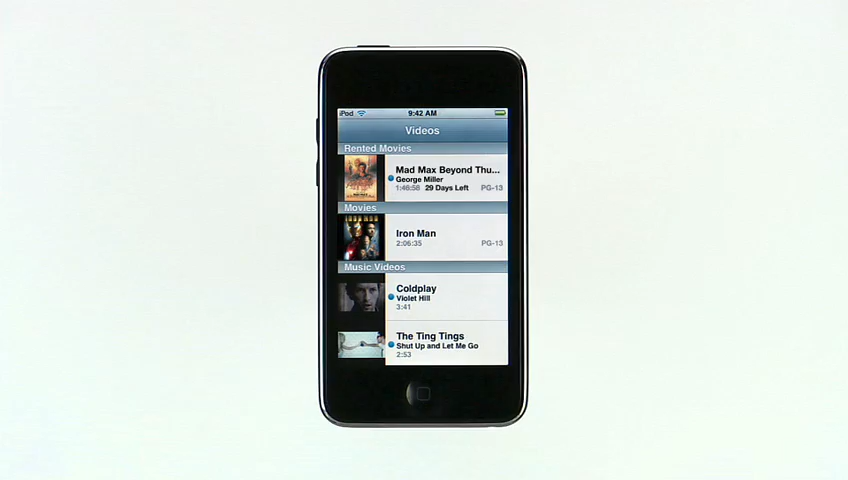 iPod 9:42 AM
Videos
Rented Movies
Mad Max Beyond Thu...
George Miller
1:46:58 29 Days Left PG-13
Movies
Iron Man
2:06:35 PG-13
Music Videos
Coldplay
Violet Hill
3:41
The Ting Tings
Shut Up and Let Me Go
2:53